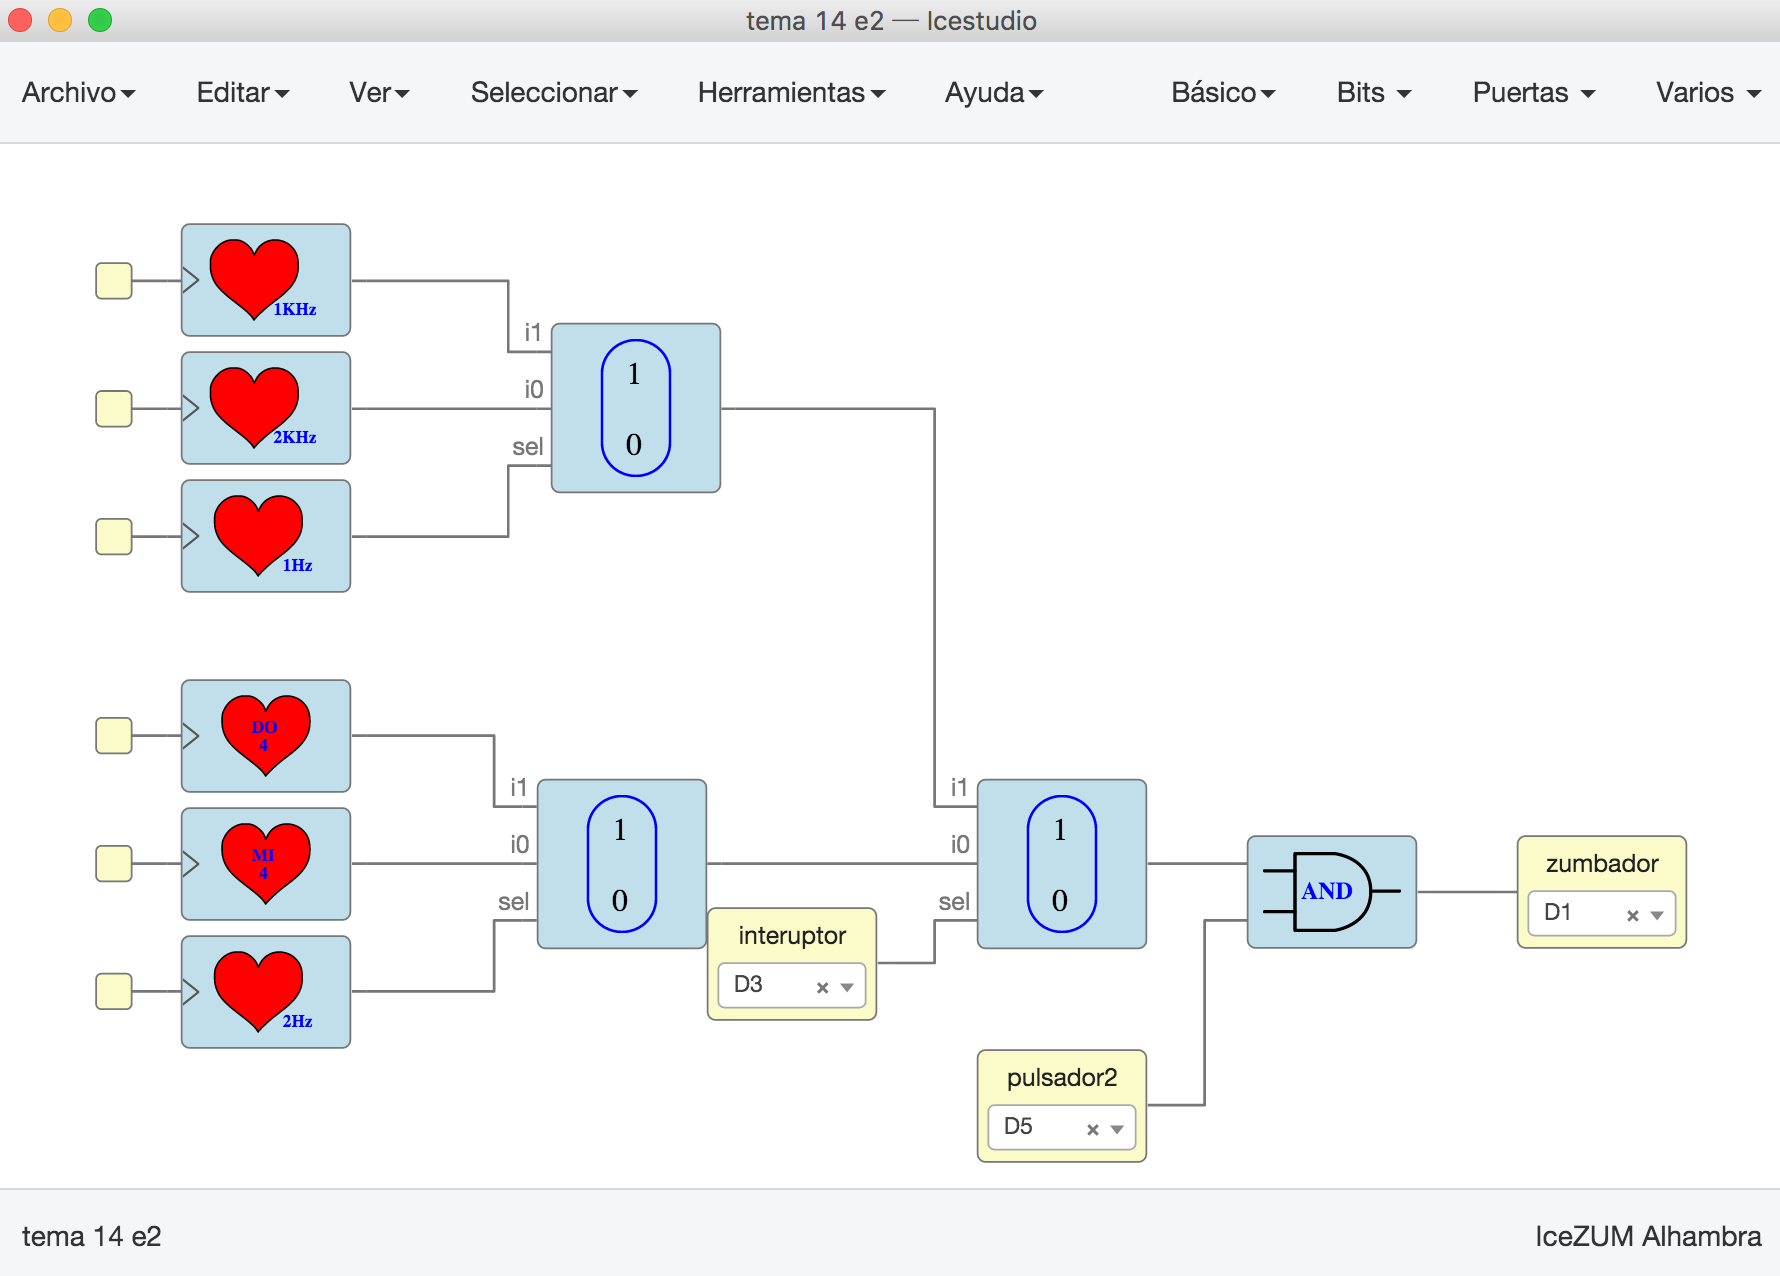 tema 14 e2 — Icestudio
Archivo Editar Ver Seleccionar Herramientas Ayuda Básico Bits Puertas Varios
1KHz
2KHz
1Hz
i1
i0
sel
1
0
DO
4
MI
4
2Hz
i1
i0
sel
1
0
interuptor
D3
i1
i0
sel
1
0
pulsador2
D5
AND
zumbador
D1
tema 14 e2
IceZUM Alhambra